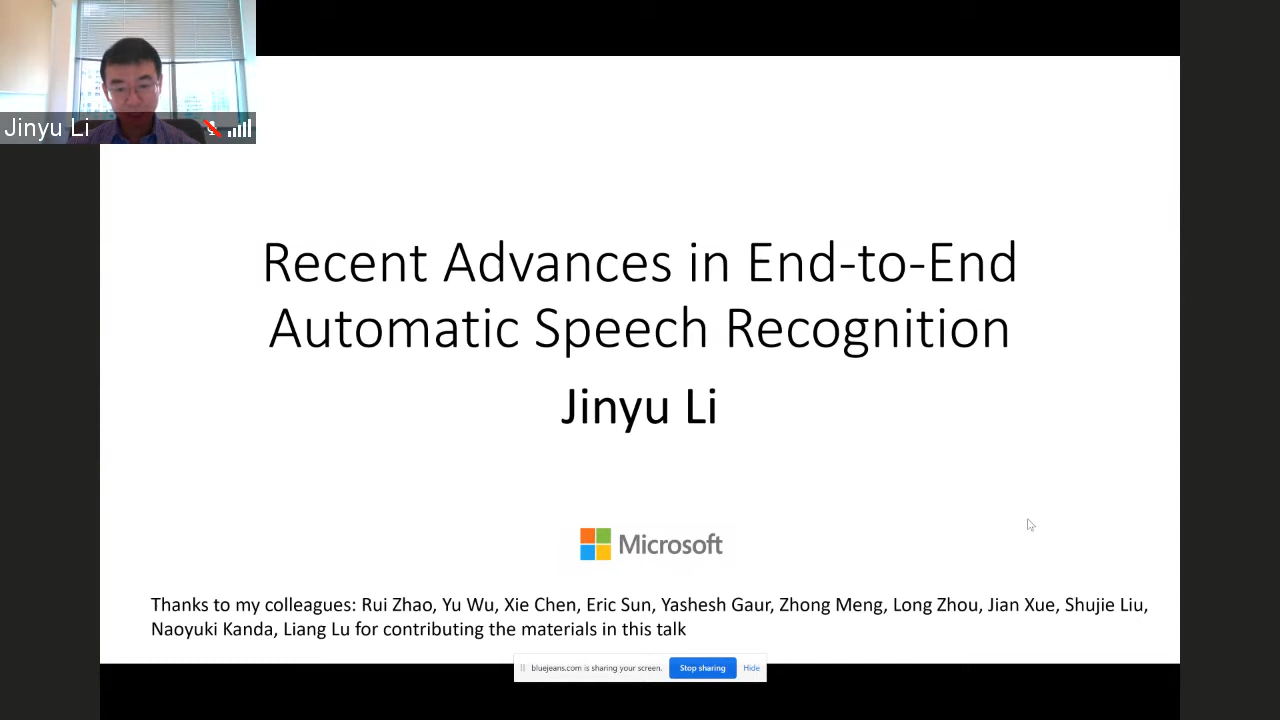 Jinyu Li
Recent Advances in End-to-End
Automatic Speech Recognition
Jinyu Li
Microsoft
Thanks to my colleagues: Rui Zhao, Yu Wu, Xie Chen, Eric Sun, Yashesh Gaur, Zhong Meng, Long Zhou, Jian Xue, Shujie Liu,
Naoyuki Kanda, Liang Lu for contributing the materials in this talk
bluejeans.com is sharing your screen. Stop sharing Hide